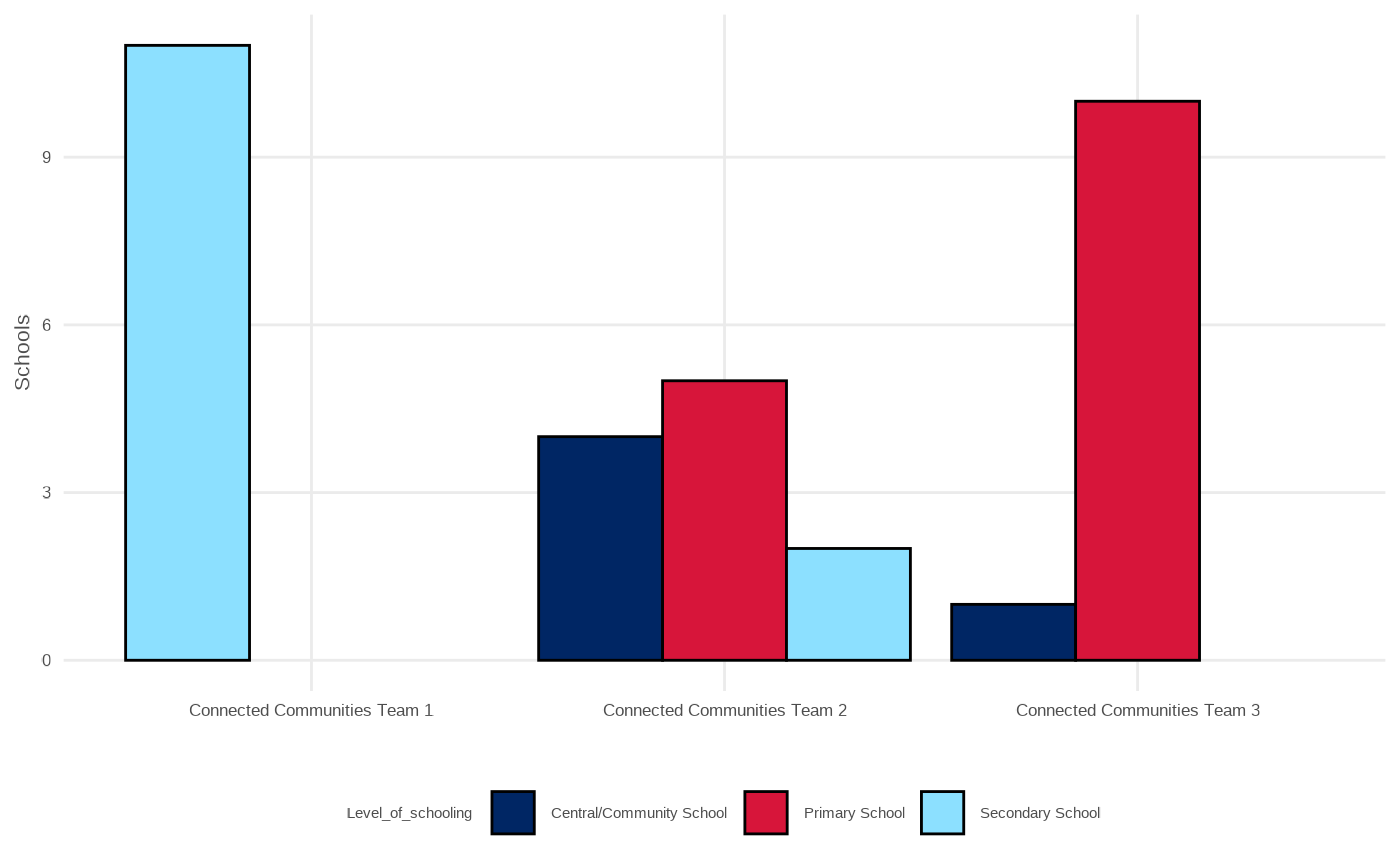 Schools
9
6
3
0
Connected Communities Team 1 Connected Communities Team 2 Connected Communities Team 3
Level_of_schooling Central/Community School Primary School Secondary School